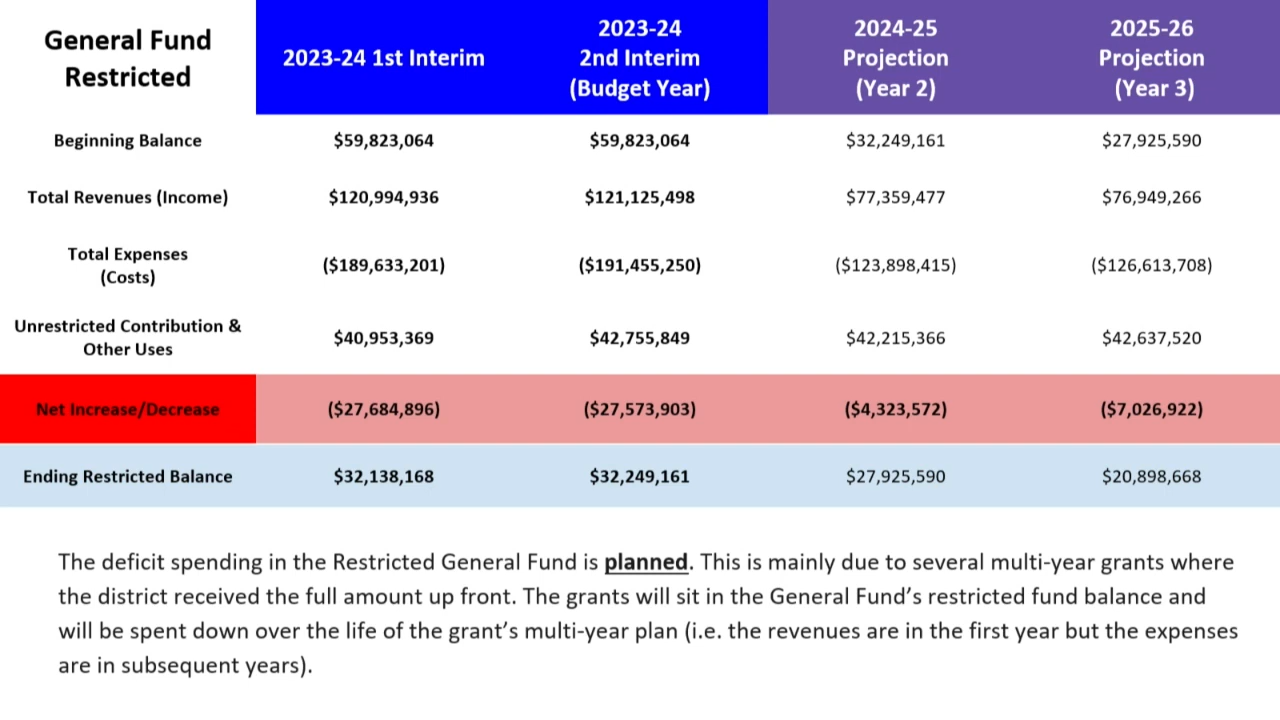 General Fund
Restricted
2023-24 1st Interim
2023-24
2nd Interim
(Budget Year)
2024-25
Projection
(Year 2)
2025-26
Projection
(Year 3)
Beginning Balance $59,823,064 $59,823,064 $32,249,161 $27,925,590
Total Revenues (Income) $120,994,936 $121,125,498 $77,359,477 $76,949,266
Total Expenses
(Costs)
($189,633,201) ($191,455,250) ($123,898,415) ($126,613,708)
Unrestricted Contribution &
Other Uses
$40,953,369 $42,755,849 $42,215,366 $42,637,520
Net Increase/Decrease ($27,684,896) ($27,573,903) ($4,323,572) ($7,026,922)
Ending Restricted Balance $32,138,168 $32,249,161 $27,925,590 $20,898,668
The deficit spending in the Restricted General Fund is planned. This is mainly due to several multi-year grants where
the district received the full amount up front. The grants will sit in the General Fund’s restricted fund balance and
will be spent down over the life of the grant’s multi-year plan (i.e. the revenues are in the first year but the expenses
are in subsequent years).